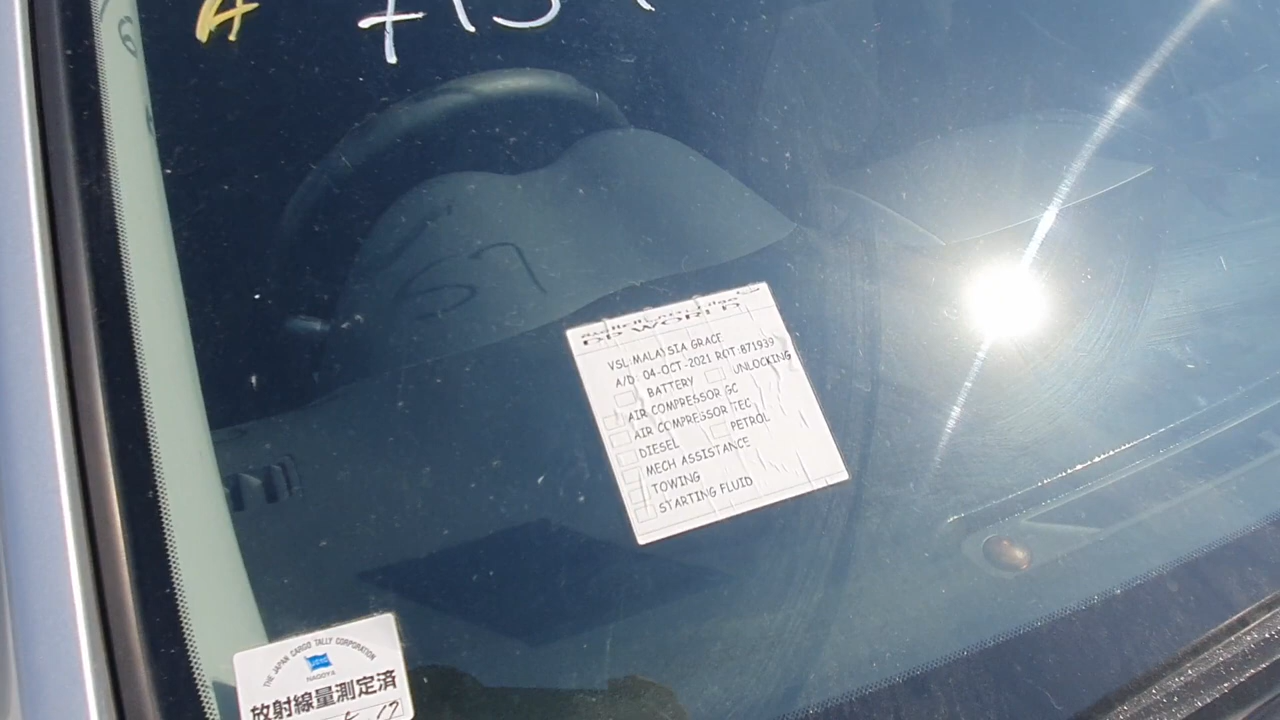 DP WORLD
VSL:MALAYSIA GRACE
A/D: 04-OCT-2021 ROT:871939
BATTERY UNLOCKING
AIR COMPRESSOR GC
AIR COMPRESSOR TEC
DIESEL PETROL
MECH ASSISTANCE
TOWING
STARTING FLUID
THE JAPAN CARGO TALLY CORPORATION
NAGOYA
放射線量測定済